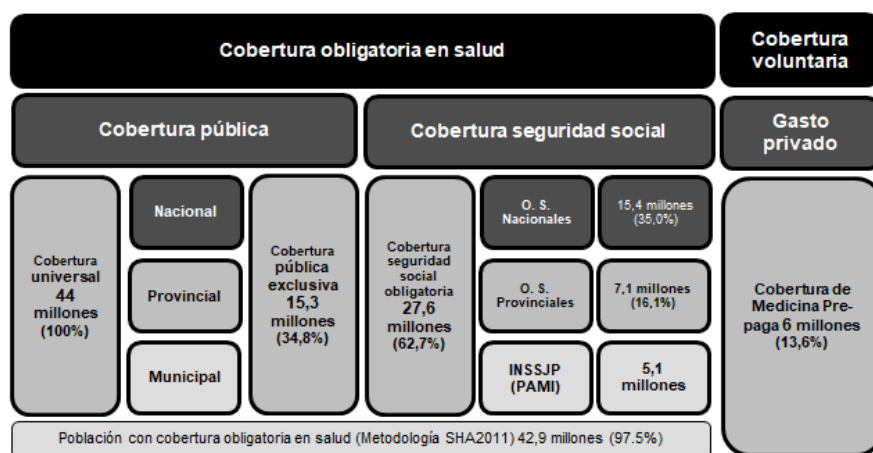 Cobertura obligatoria en salud
Cobertura
voluntaria
Cobertura pública
Cobertura seguridad social
Gasto
privado
Cobertura
universal
44
millones
(100%)
Nacional
Provincial
Municipal
Cobertura
pública
exclusiva
15,3
millones
(34,8%)
Cobertura
seguridad
social
obligatoria
27,6
millones
(62,7%)
O. S.
Nacionales
15,4 millones
(35,0%)
O. S.
Provinciales
7,1 millones
(16,1%)
INSSJP
(PAMI)
5,1
millones
Cobertura de
Medicina Pre-
paga 6 millones
(13,6%)
Población con cobertura obligatoria en salud (Metodología SHA2011) 42,9 millones (97.5%)